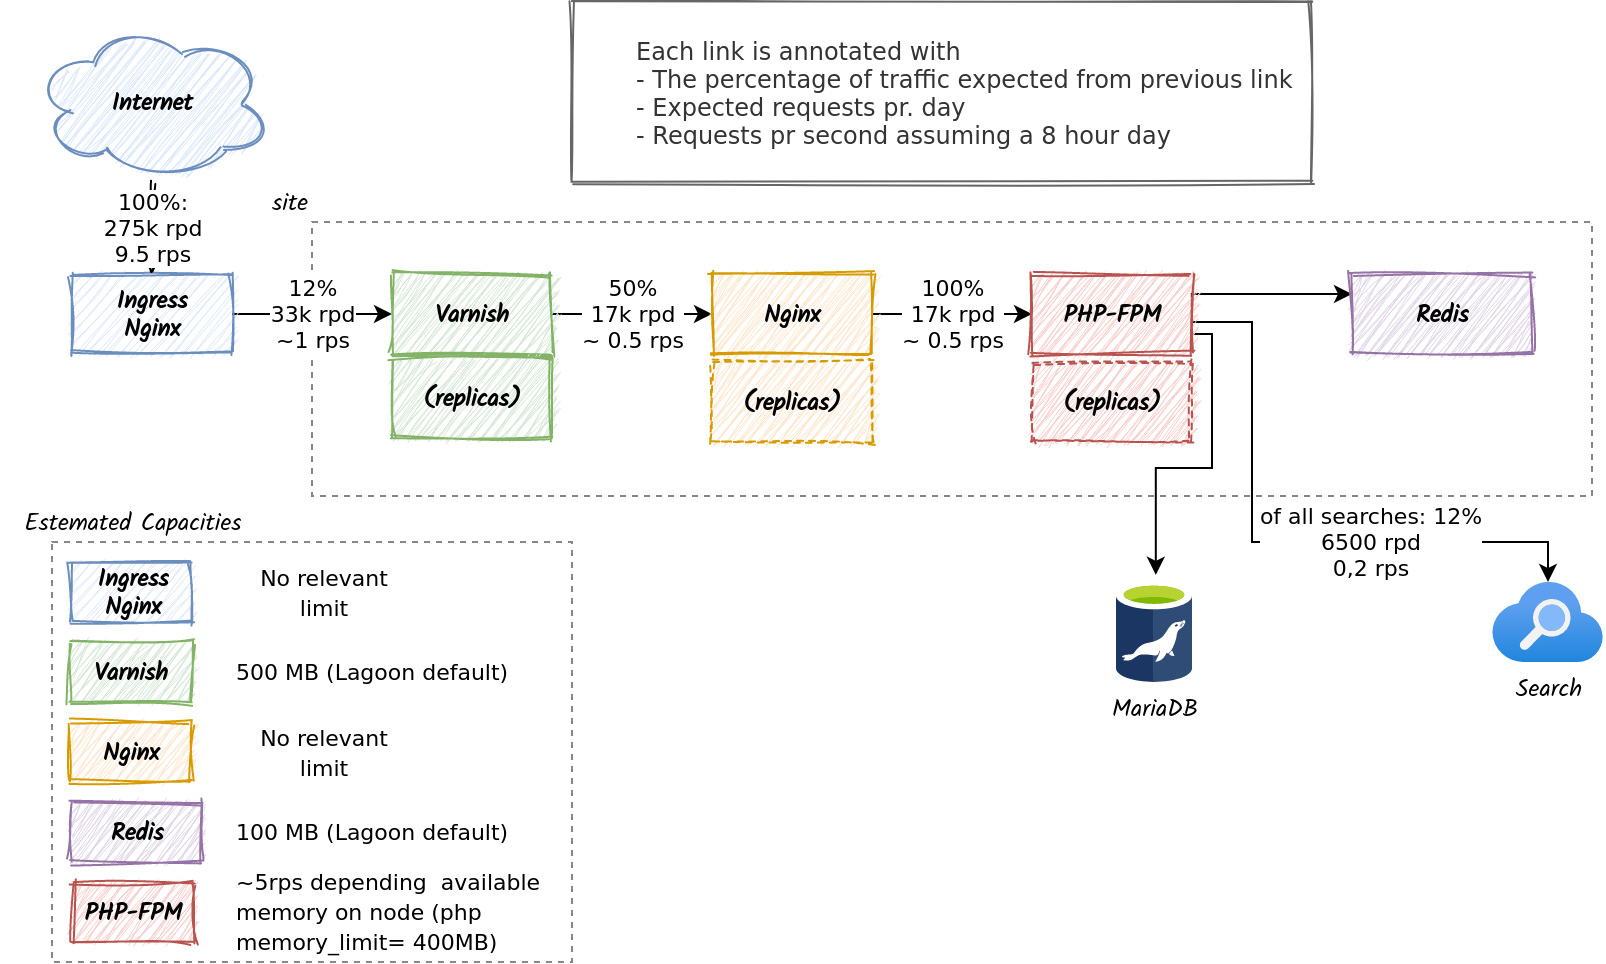 Internet
Each link is annotated with
- The percentage of traffic expected from previous link
- Expected requests pr. day
- Requests pr second assuming a 8 hour day
100%:
275k rpd
9.5 rps
site
Ingress
Nginx
12%
33k rpd
~1 rps
Varnish
(replicas)
50%
17k rpd
~ 0.5 rps
Nginx
(replicas)
100%
17k rpd
~ 0.5 rps
PHP-FPM
(replicas)
Redis
of all searches: 12%
6500 rpd
0,2 rps
MariaDB
Search
Estemated Capacities
Ingress
Nginx
No relevant
limit
Varnish
500 MB (Lagoon default)
Nginx
No relevant
limit
Redis
100 MB (Lagoon default)
PHP-FPM
~5rps depending  available
memory on node (php
memory_limit= 400MB)